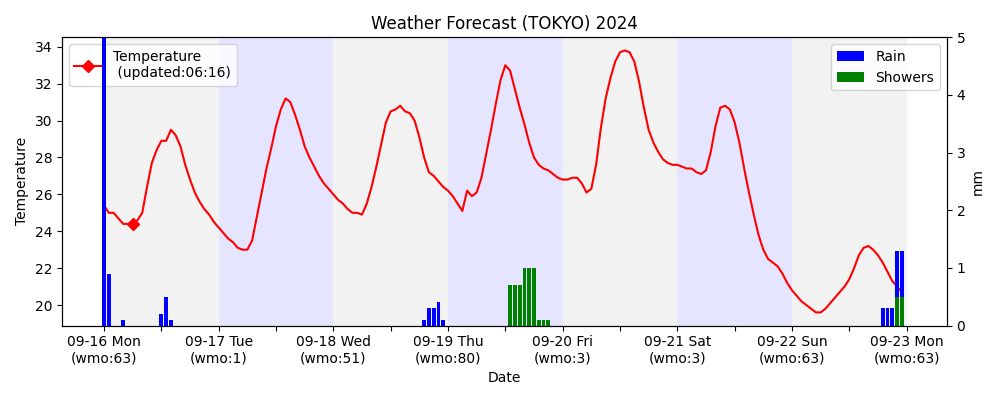 Weather Forecast (TOKYO) 2024
Temperature
(updated:06:16)
Rain
Showers
34
32
30
28
26
24
22
20
Temperature
5
4
3
2
1
0
mm
09-16 Mon
(wmo:63)
09-17 Tue
(wmo:1)
09-18 Wed
(wmo:51)
09-19 Thu
(wmo:80)
09-20 Fri
(wmo:3)
09-21 Sat
(wmo:3)
09-22 Sun
(wmo:63)
09-23 Mon
(wmo:63)
Date